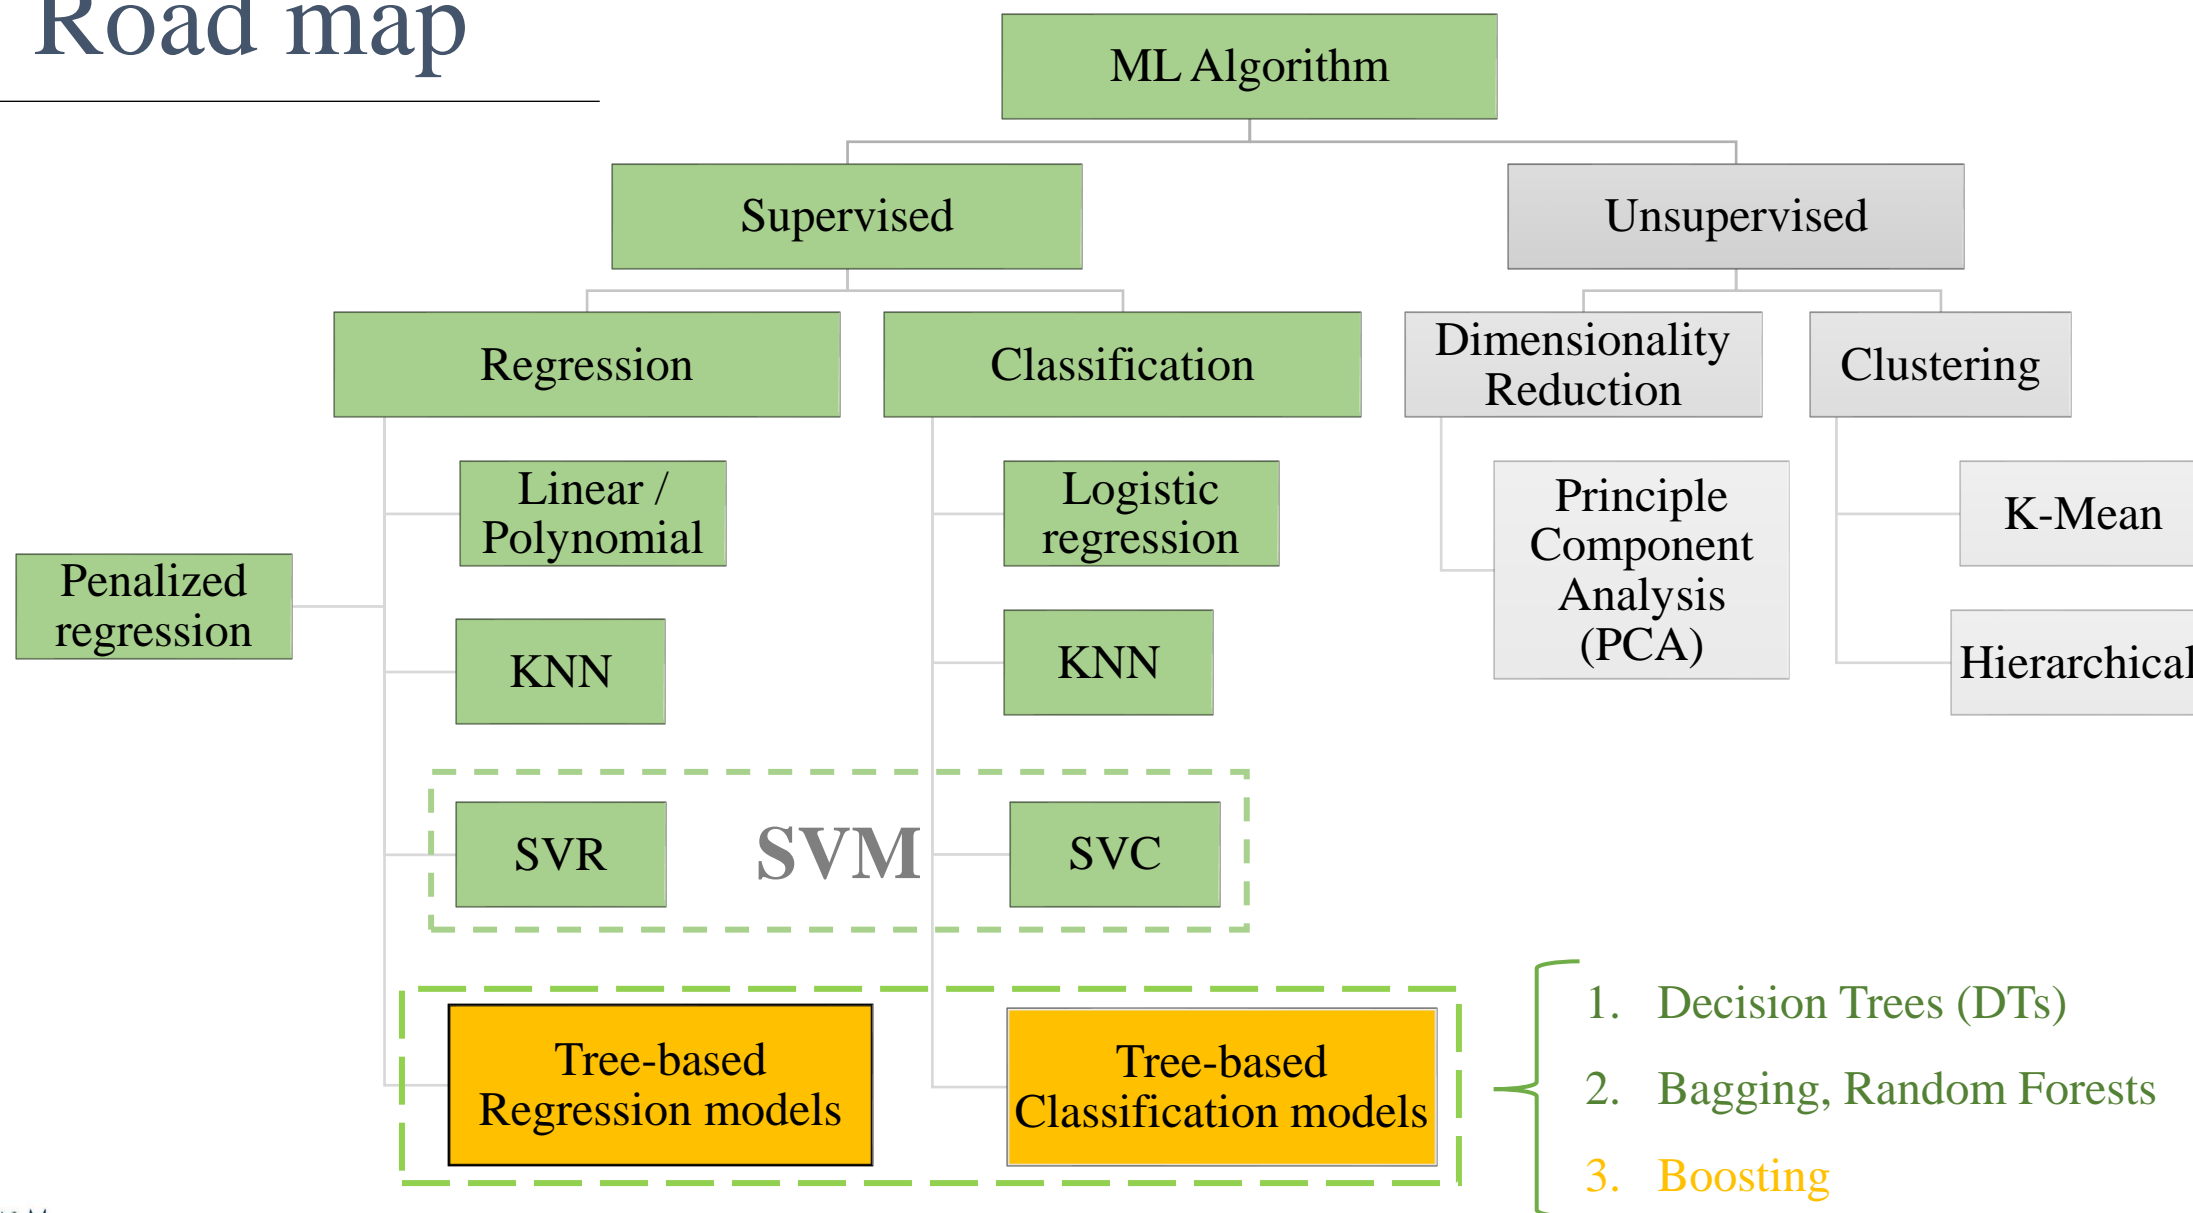 Road map
ML Algorithm
Supervised
Unsupervised
Regression
Classification
Dimensionality
Reduction
Clustering
Linear /
Polynomial
Logistic
regression
Principle
Component
Analysis
(PCA)
K-Mean
Penalized
regression
KNN
KNN
Hierarchical
SVR
SVM
SVC
Tree-based
Regression models
Tree-based
Classification models
1. Decision Trees (DTs)
2. Bagging, Random Forests
3. Boosting